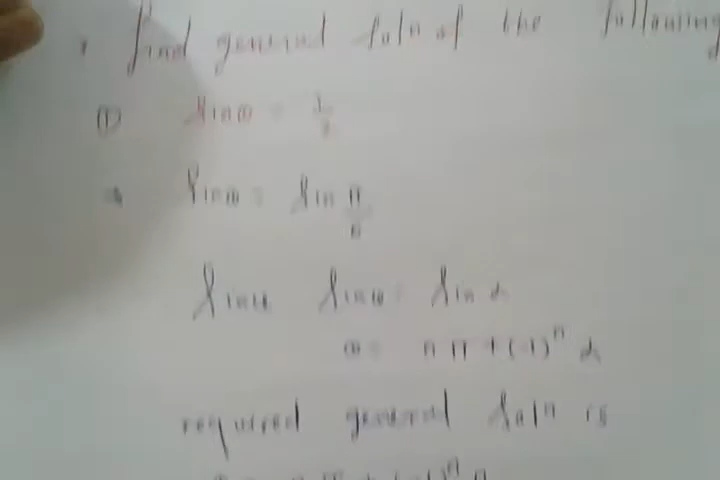 * find general solⁿ of the following
① sinθ = 1/2
⇒ sinθ = sin π/6
since sinθ = sin α
θ = nπ + (-1)ⁿ α
required general solⁿ is